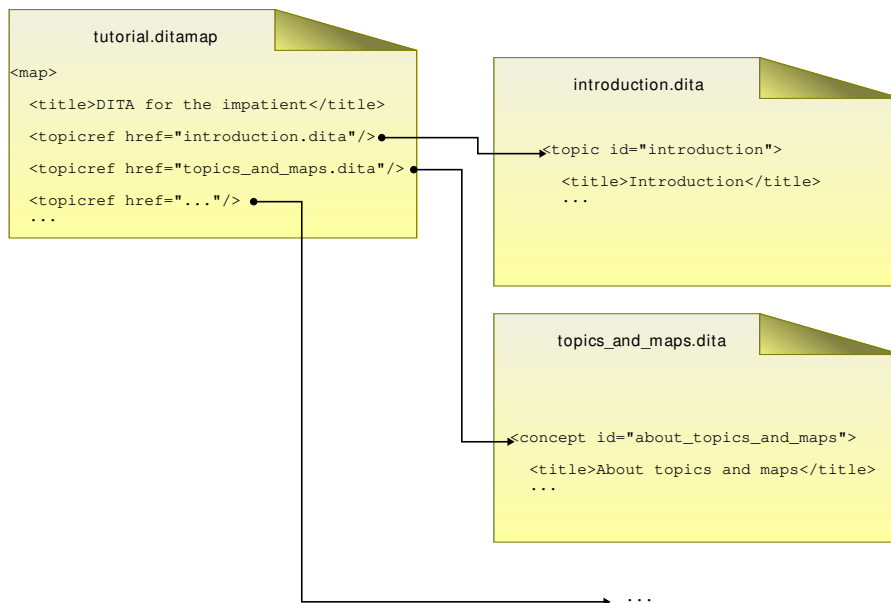 tutorial.ditamap
<map>
<title>DITA for the impatient</title>
<topicref href="introduction.dita"/>
<topicref href="topics_and_maps.dita"/>
<topicref href="..."/>
...
introduction.dita
<topic id="introduction">
<title>Introduction</title>
...
topics_and_maps.dita
<concept id="about_topics_and_maps">
<title>About topics and maps</title>
...
...